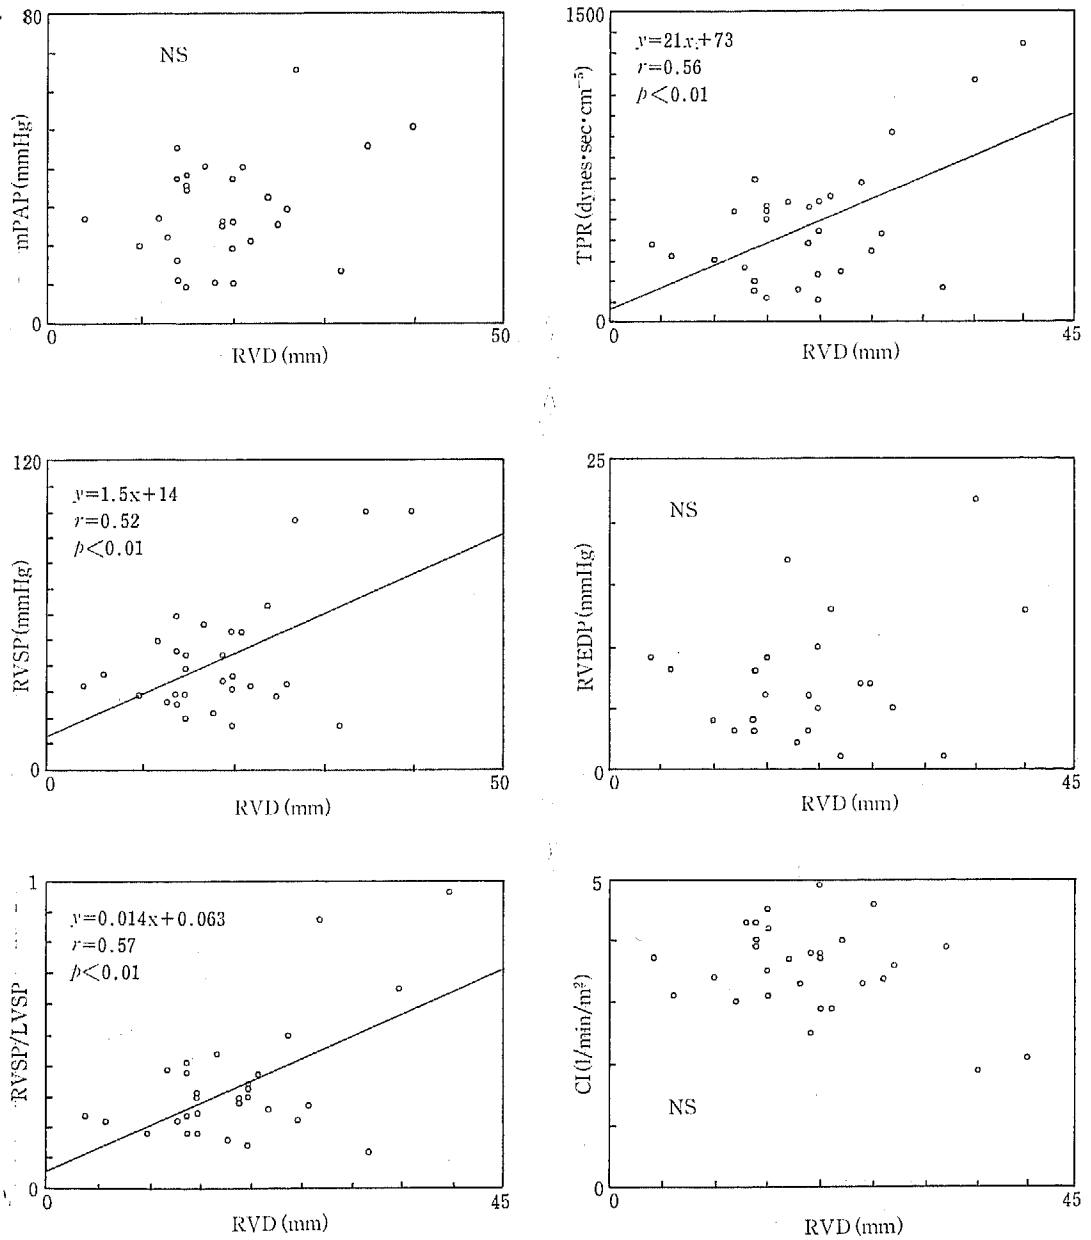 80
NS
mPAP (mmHg)
0
0
50
RVD (mm)
1500
y=21x+73
r=0.56
p<0.01
TPR (dynes·sec·cm⁻⁵)
0
0
45
RVD (mm)
120
y=1.5x+14
r=0.52
p<0.01
RVSP (mmHg)
0
0
50
RVD (mm)
25
NS
RVEDP (mmHg)
0
0
45
RVD (mm)
1
y=0.014x+0.063
r=0.57
p<0.01
RVSP/LVSP
0
0
45
RVD (mm)
5
CI (l/min/m²)
NS
0
0
45
RVD (mm)